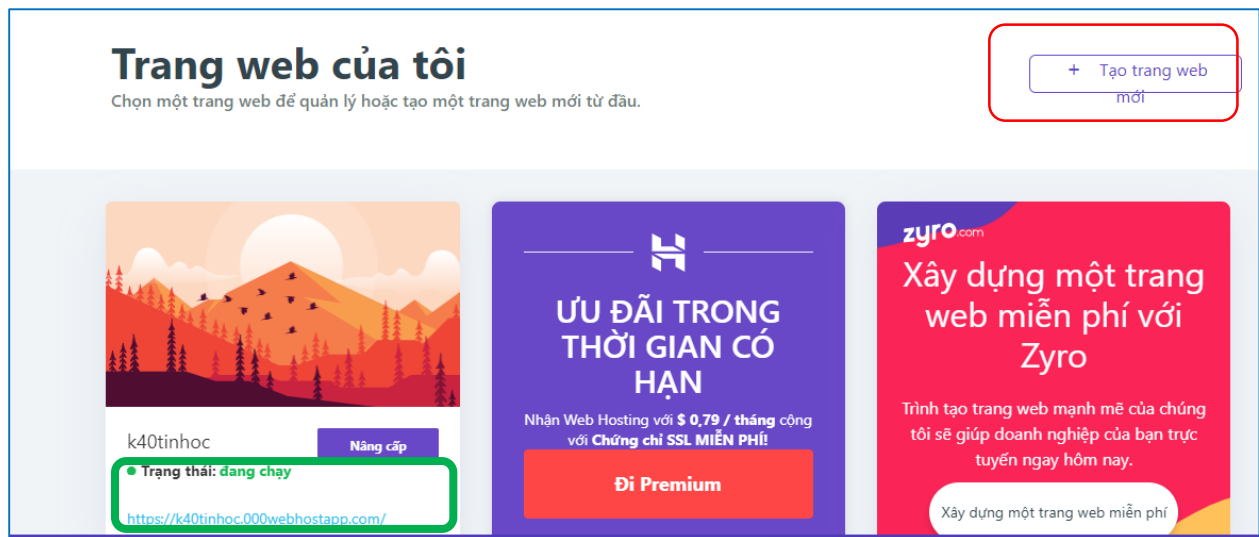 Trang web của tôi
Chọn một trang web để quản lý hoặc tạo một trang web mới từ đầu.
+ Tạo trang web
mới
k40tinhoc
Nâng cấp
Trạng thái: đang chạy
https://k40tinhoc.000webhostapp.com/
ƯU ĐÃI TRONG
THỜI GIAN CÓ
HẠN
Nhận Web Hosting với $ 0,79 / tháng cộng
với Chứng chỉ SSL MIỄN PHÍ!
Đi Premium
zyro.com
Xây dựng một trang
web miễn phí với
Zyro
Trình tạo trang web mạnh mẽ của chúng
tôi sẽ giúp doanh nghiệp của bạn trực
tuyến ngay hôm nay.
Xây dựng một trang web miễn phí